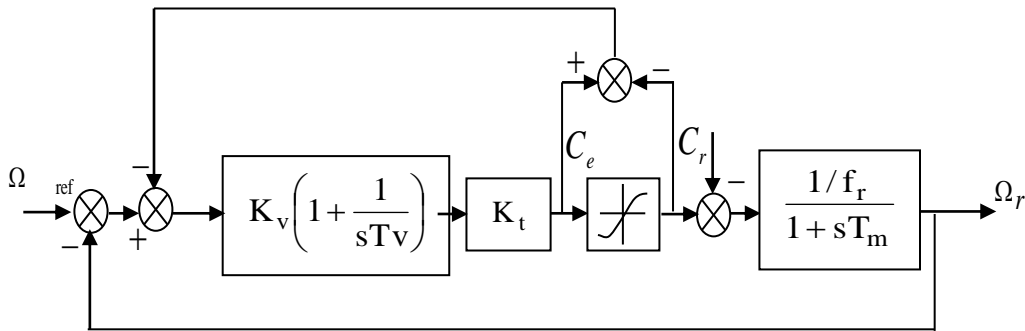 + −
C_e C_r
− −
Ω ref
K_v(1 + 1/sTv)
K_t
1/f_r
1 + sT_m
Ω_r
− +